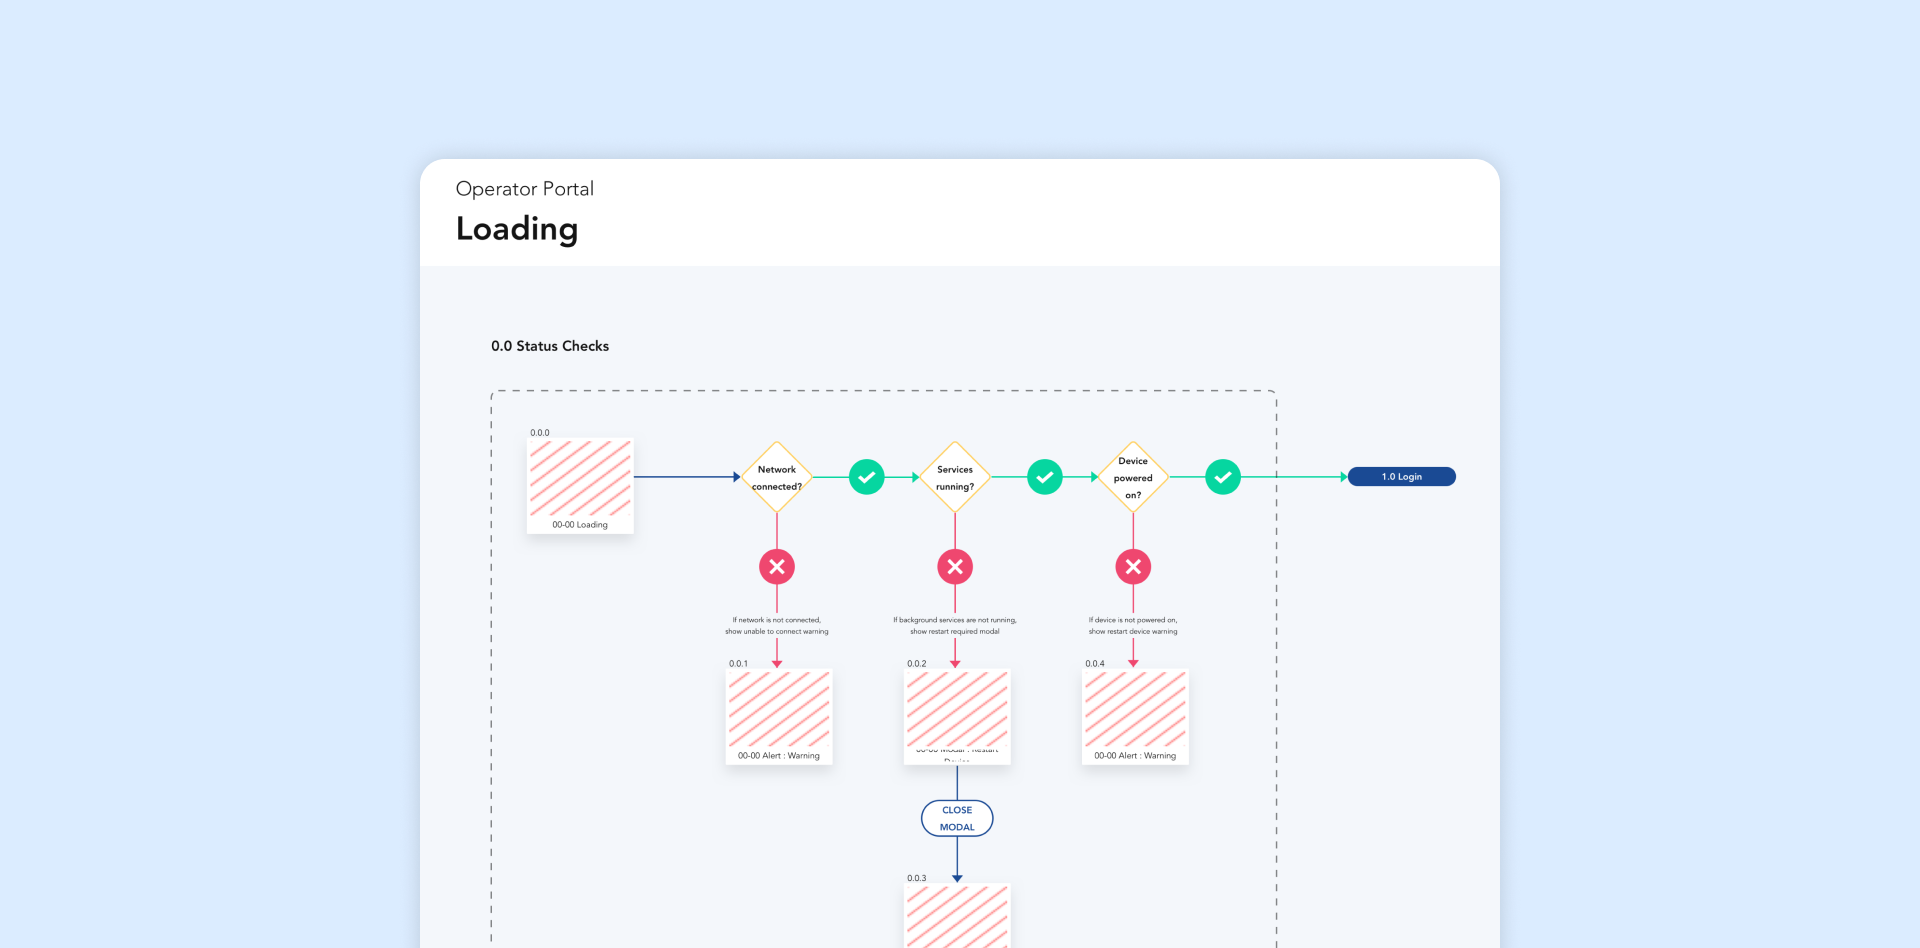 Operator Portal
Loading
0.0 Status Checks
0.0.0
00-00 Loading
Network
connected?
Services
running?
Device
powered
on?
1.0 Login
If network is not connected,
show unable to connect warning
If background services are not running,
show restart required modal
If device is not powered on,
show restart device warning
0.0.1
0.0.2
0.0.4
00-00 Alert : Warning
Modal : Restart
Device
00-00 Alert : Warning
CLOSE
MODAL
0.0.3